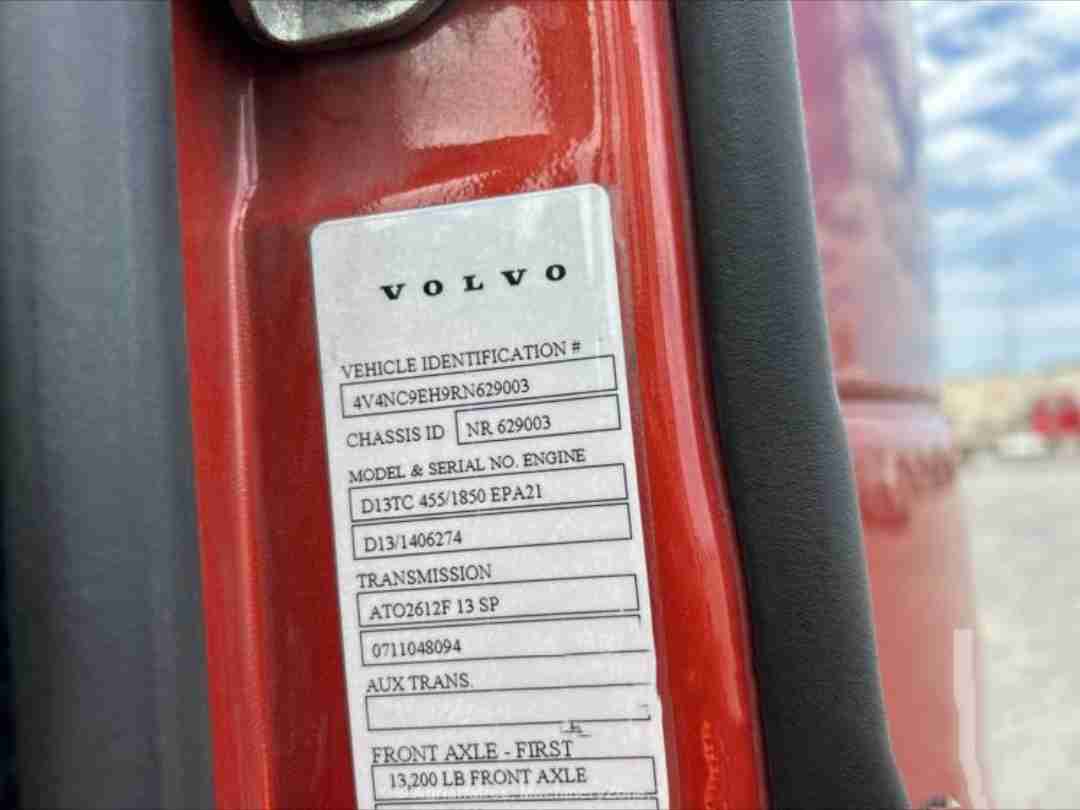 VOLVO
VEHICLE IDENTIFICATION #
4V4NC9EH9RN629003
CHASSIS ID NR 629003
MODEL & SERIAL NO. ENGINE
D13TC 455/1850 EPA21
D13/1406274
TRANSMISSION
ATO2612F 13 SP
0711048094
AUX TRANS.
FRONT AXLE - FIRST
13,200 LB FRONT AXLE